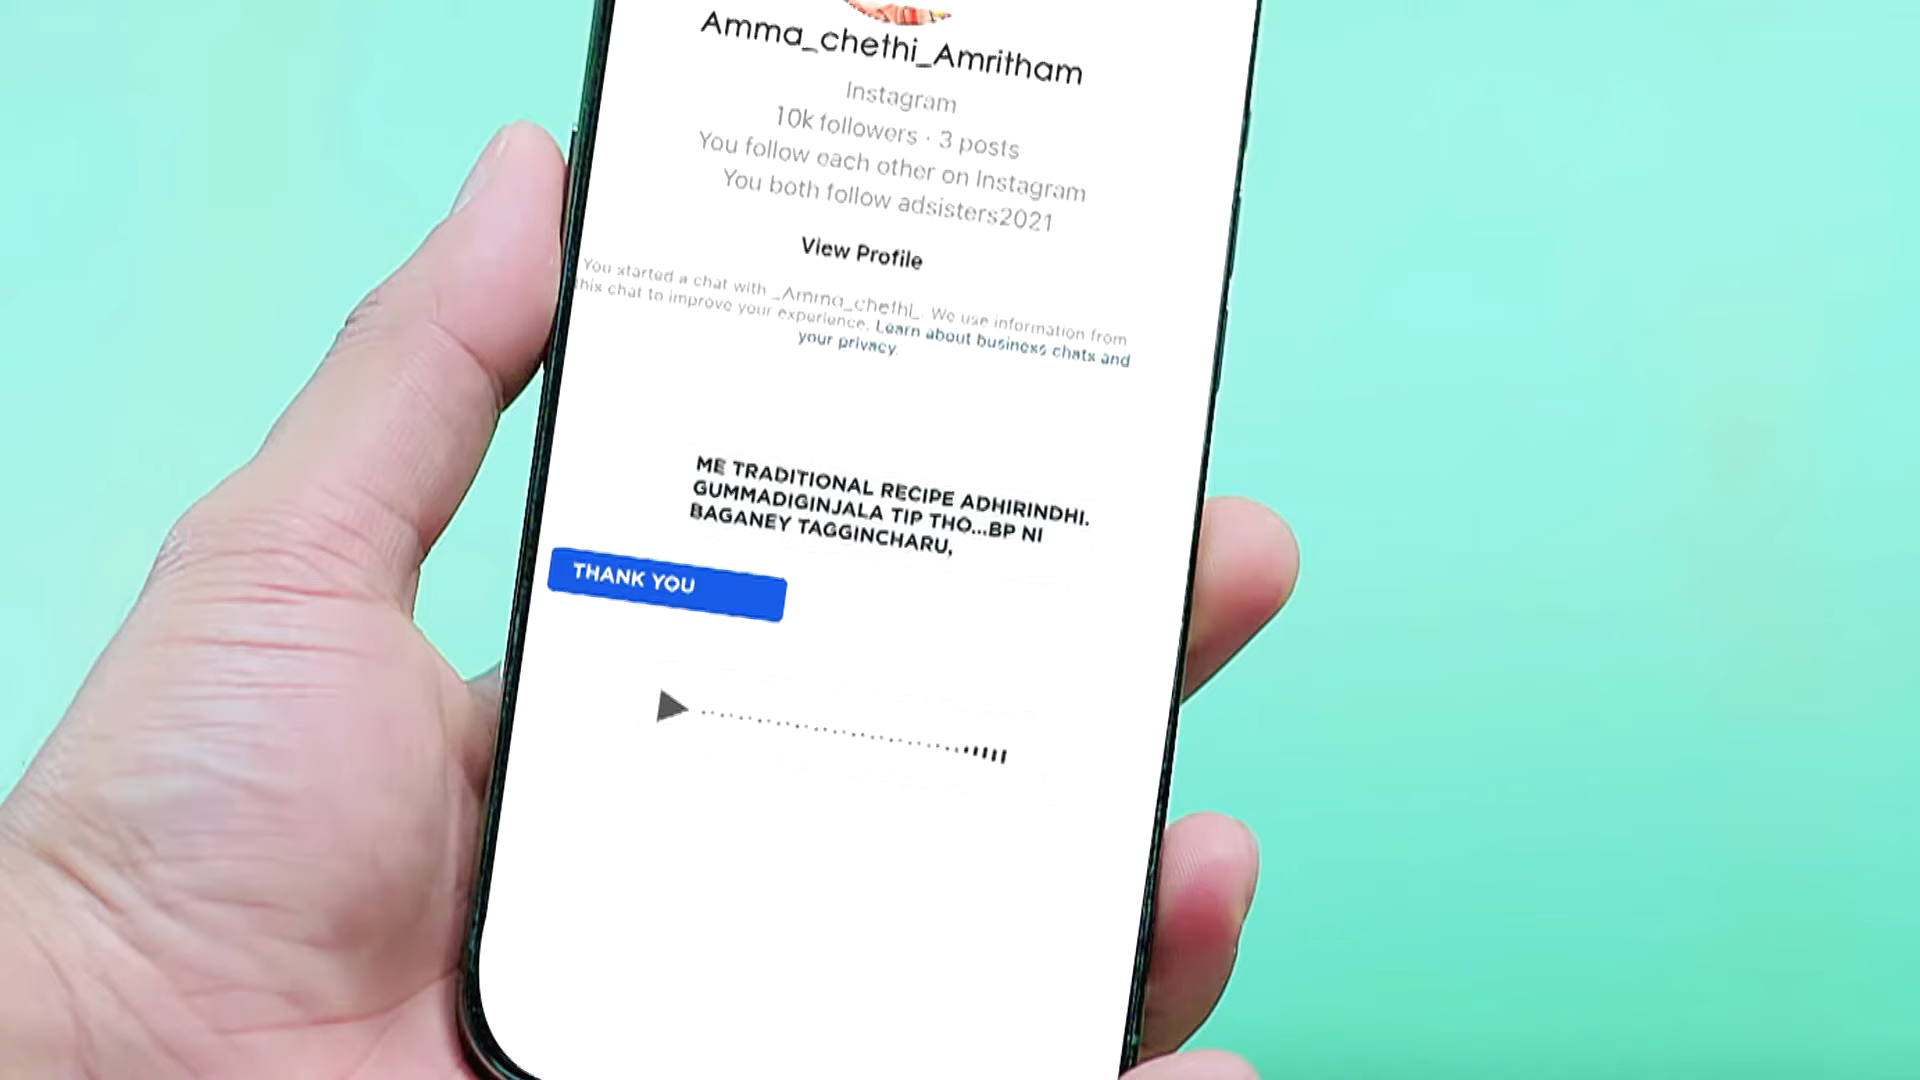 Amma_chethi_Amritham
Instagram
10k followers · 3 posts
You follow each other on Instagram
You both follow adsisters2021
View Profile
You started a chat with _Amma_chethi_. We use information from
this chat to improve your experience. Learn about business chats and
your privacy.
ME TRADITIONAL RECIPE ADHIRINDHI.
GUMMADIGINJALA TIP THO...BP NI
BAGANEY TAGGINCHARU,
THANK YOU